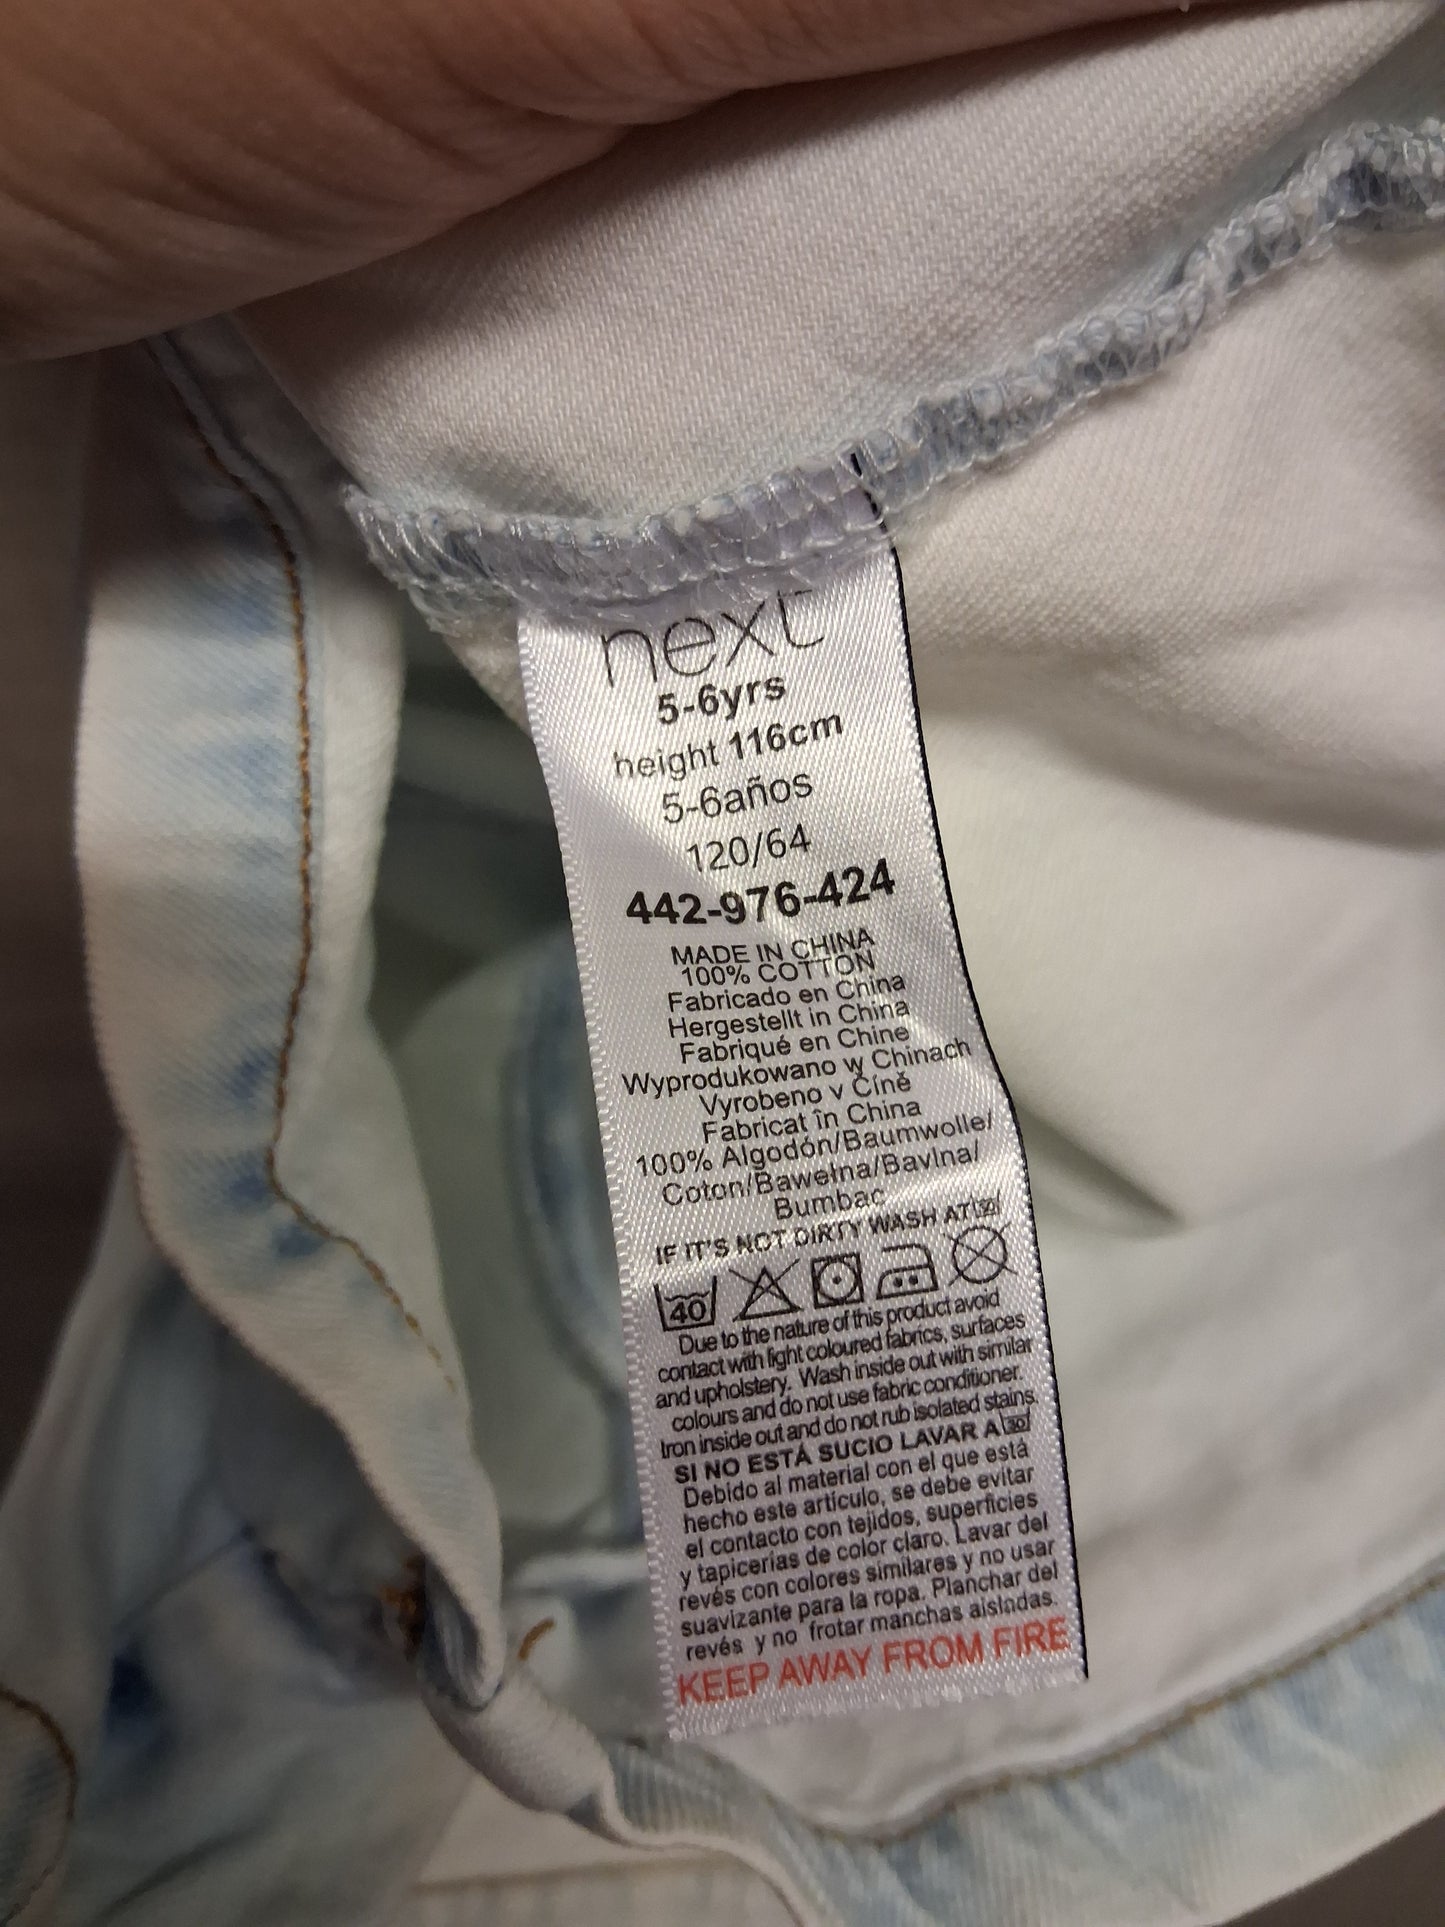 next
5-6yrs
height 116cm
5-6años
120/64
442-976-424
MADE IN CHINA
100% COTTON
Fabricado en China
Hergestellt in China
Fabriqué en Chine
Wyprodukowano w Chinach
Vyrobeno v Číně
Fabricat în China
100% Algodón/Baumwolle/
Coton/Bawełna/Bavlna/
Bumbac
IF IT'S NOT DIRTY WASH AT 30
40
Due to the nature of this product avoid
contact with light coloured fabrics, surfaces
and upholstery. Wash inside out with similar
colours and do not use fabric conditioner.
Iron inside out and do not rub isolated stains.
SI NO ESTÁ SUCIO LAVAR A 30
Debido al material con el que está
hecho este artículo, se debe evitar
el contacto con tejidos, superficies
y tapicerías de color claro. Lavar del
revés con colores similares y no usar
suavizante para la ropa. Planchar del
revés y no frotar manchas aisladas.
KEEP AWAY FROM FIRE